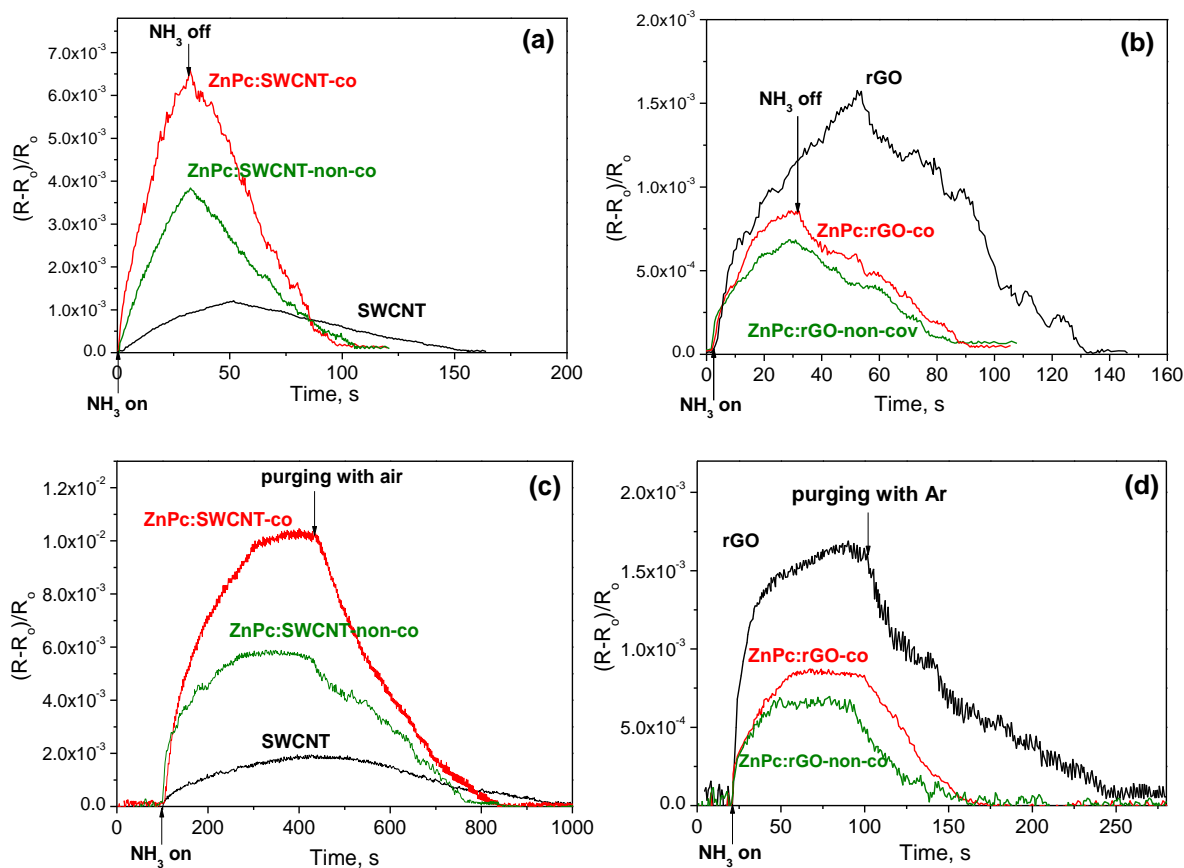 (a)
NH3 off
7.0x10-3
6.0x10-3
5.0x10-3
4.0x10-3
3.0x10-3
2.0x10-3
1.0x10-3
0.0
(R-Ro)/Ro
ZnPc:SWCNT-co
ZnPc:SWCNT-non-co
SWCNT
0 50 100 150 200
Time, s
NH3 on
(b)
2.0x10-3
1.5x10-3
1.0x10-3
5.0x10-4
0.0
(R-Ro)/Ro
rGO
NH3 off
ZnPc:rGO-co
ZnPc:rGO-non-cov
0 20 40 60 80 100 120 140 160
Time, s
NH3 on
(c)
purging with air
1.2x10-2
1.0x10-2
8.0x10-3
6.0x10-3
4.0x10-3
2.0x10-3
0.0
(R-Ro)/Ro
ZnPc:SWCNT-co
ZnPc:SWCNT-non-co
SWCNT
0 200 400 600 800 1000
Time, s
NH3 on
(d)
purging with Ar
2.0x10-3
1.5x10-3
1.0x10-3
5.0x10-4
0.0
(R-Ro)/Ro
rGO
ZnPc:rGO-co
ZnPc:rGO-non-co
0 50 100 150 200 250
Time, s
NH3 on